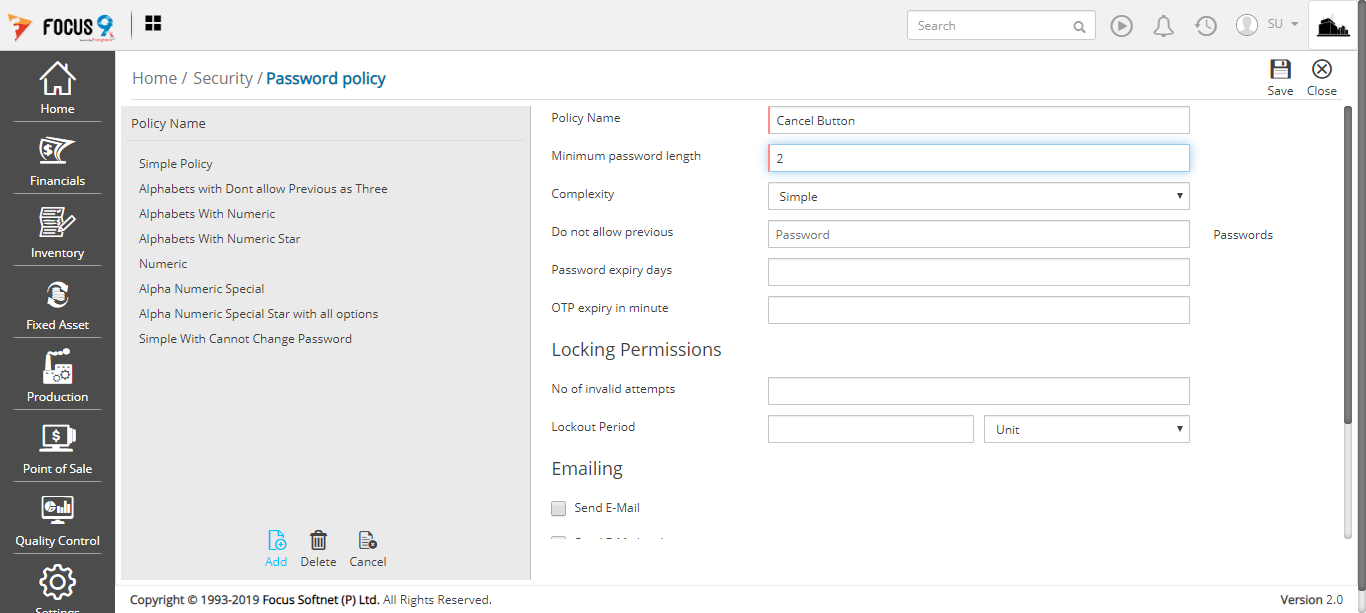 FOCUS 9
Search
SU
Home / Security / Password policy
Save
Close
Home
Financials
Inventory
Fixed Asset
Production
Point of Sale
Quality Control
Settings
Policy Name
Simple Policy
Alphabets with Dont allow Previous as Three
Alphabets With Numeric
Alphabets With Numeric Star
Numeric
Alpha Numeric Special
Alpha Numeric Special Star with all options
Simple With Cannot Change Password
Add
Delete
Cancel
Policy Name Cancel Button
Minimum password length 2
Complexity Simple
Do not allow previous Password Passwords
Password expiry days
OTP expiry in minute
Locking Permissions
No of invalid attempts
Lockout Period Unit
Emailing
Send E-Mail
Copyright © 1993-2019 Focus Softnet (P) Ltd. All Rights Reserved.
Version 2.0